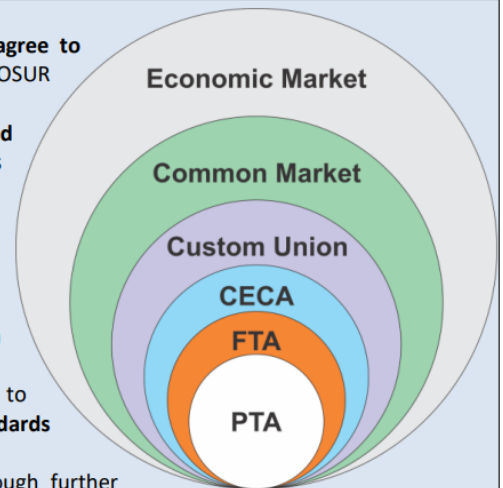 agree to
OSUR
d
s
to
dards
ough further
Economic Market
Common Market
Custom Union
CECA
FTA
PTA